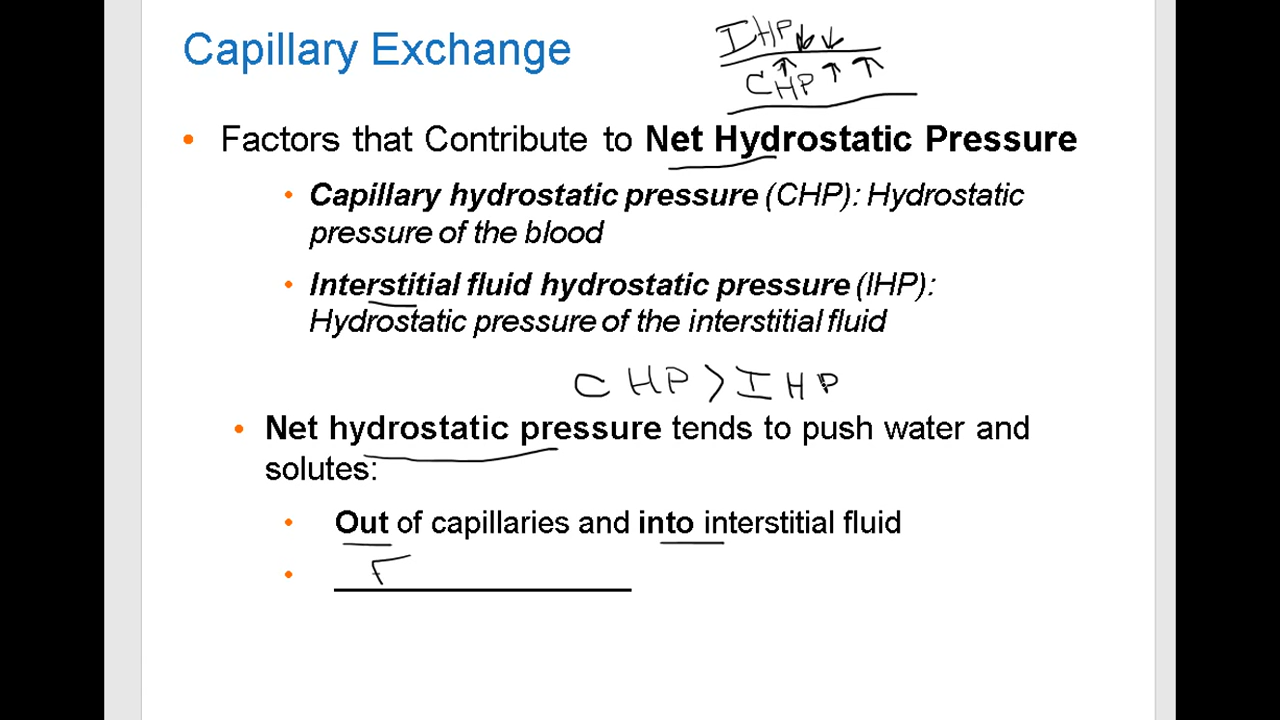 Capillary Exchange
IHP ↓ ↓
CHP ↑ ↑ ↑
• Factors that Contribute to Net Hydrostatic Pressure
• Capillary hydrostatic pressure (CHP): Hydrostatic
pressure of the blood
• Interstitial fluid hydrostatic pressure (IHP):
Hydrostatic pressure of the interstitial fluid
CHP > IHP
• Net hydrostatic pressure tends to push water and
solutes:
• Out of capillaries and into interstitial fluid
• F